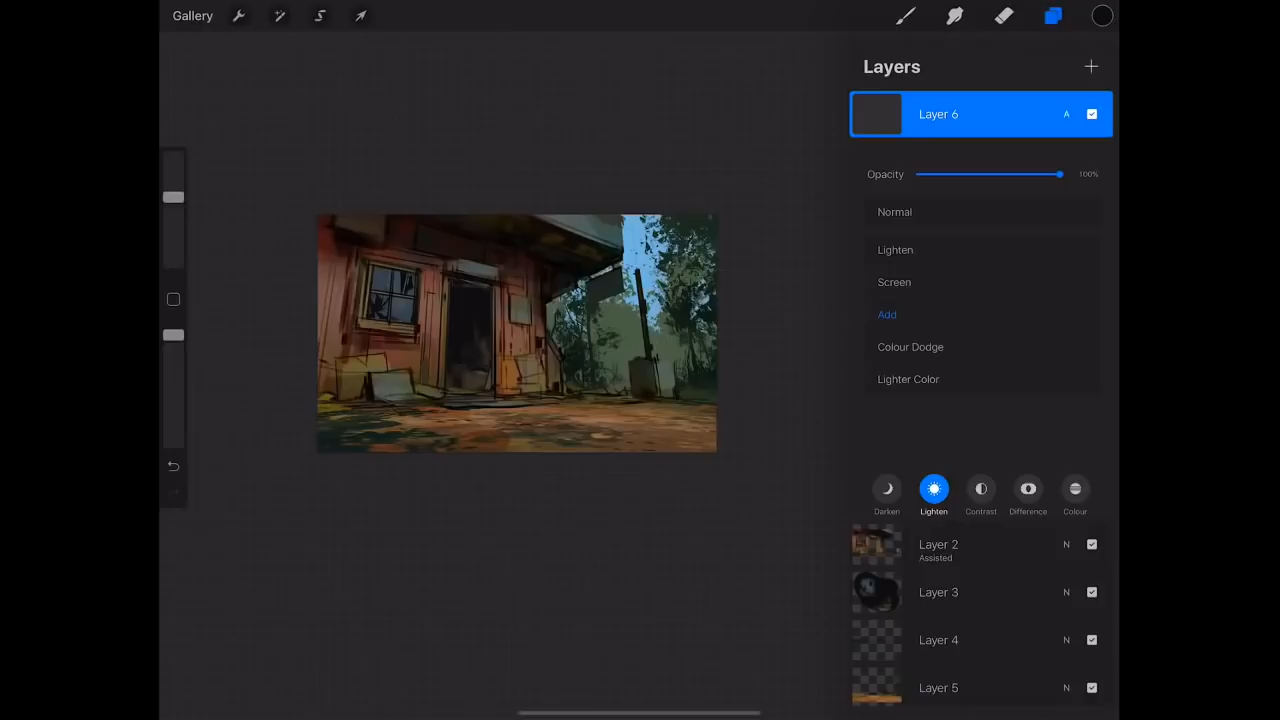 Gallery
Layers
Layer 6
A
Opacity
100%
Normal
Lighten
Screen
Add
Colour Dodge
Lighter Color
Darken
Lighten
Contrast
Difference
Colour
Layer 2
N
Assisted
Layer 3
N
Layer 4
N
Layer 5
N